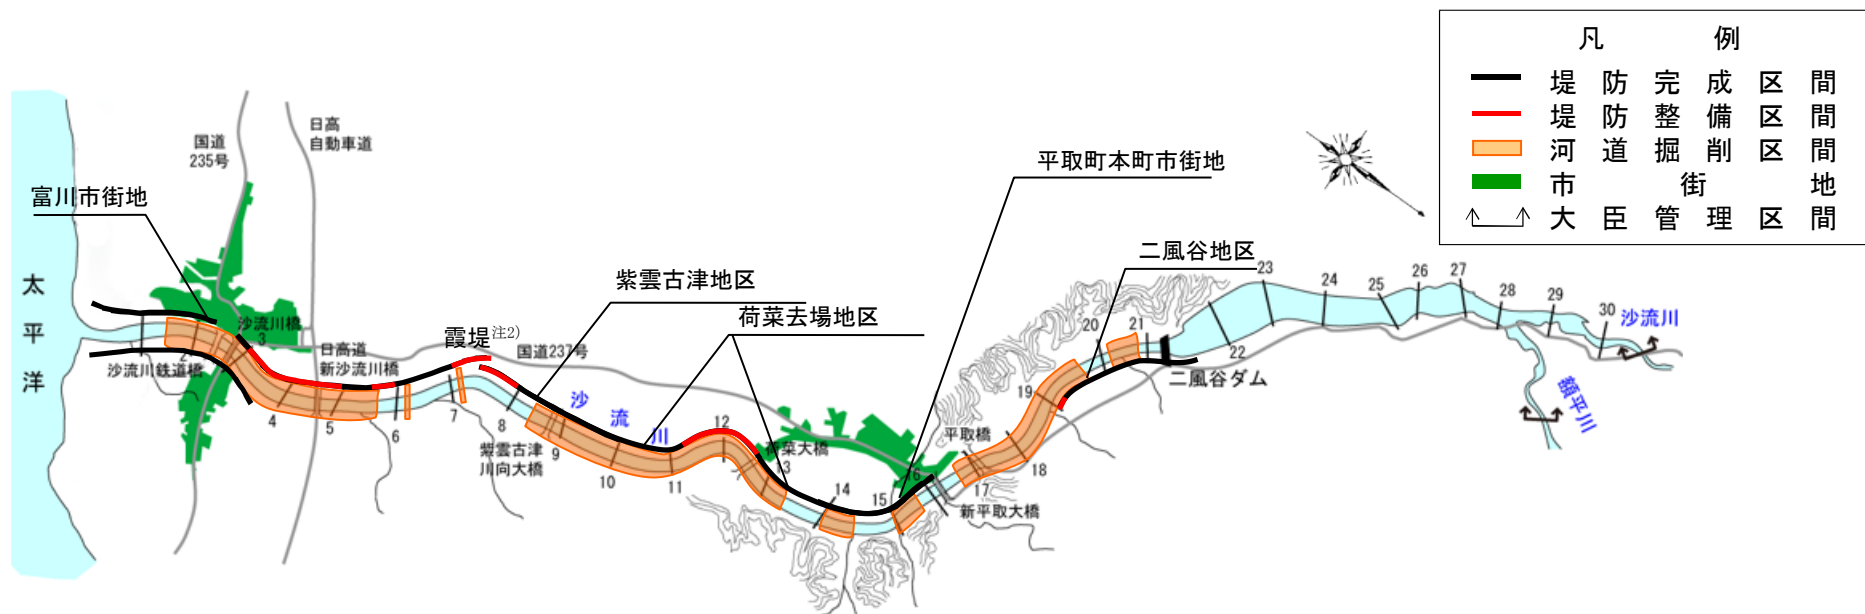 凡例
堤防完成区間
堤防整備区間
河道掘削区間
市街地
大臣管理区間
国道
235号
日高
自動車道
富川市街地
平取町本町市街地
二風谷地区
紫雲古津地区
荷菜去場地区
霞堤注2)
国道237号
太平洋
沙流川橋
日高道
新沙流川橋
沙流川鉄道橋
紫雲古津
川向大橋
沙流川
荷菜大橋
平取橋
新平取大橋
二風谷ダム
沙流川
額平川
2
3
4
5
6
7
8
9
10
11
12
13
14
15
16
17
18
19
20
21
22
23
24
25
26
27
28
29
30